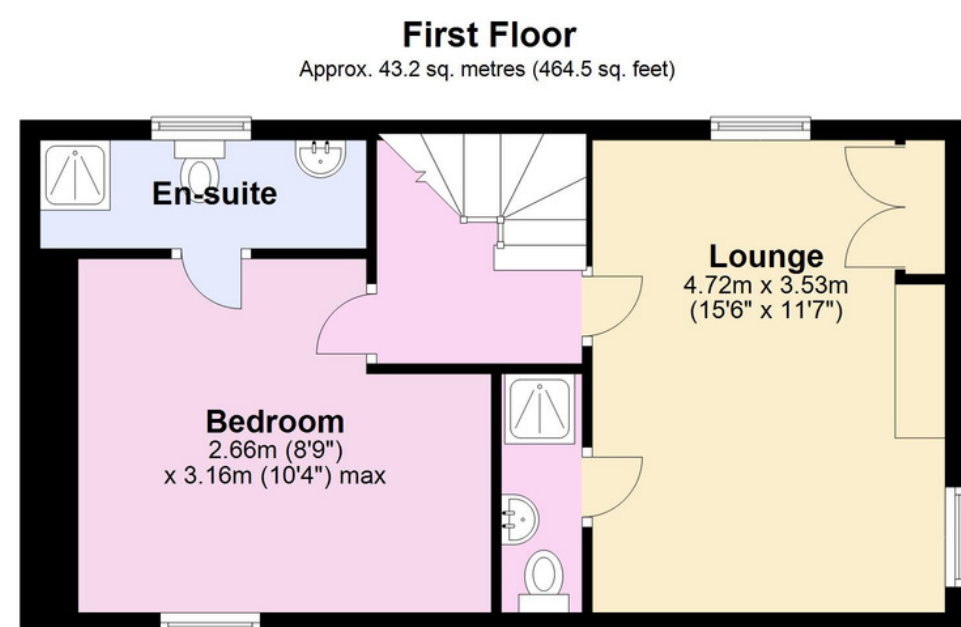 First Floor
Approx. 43.2 sq. metres (464.5 sq. feet)
En-suite
Lounge
4.72m x 3.53m
(15'6" x 11'7")
Bedroom
2.66m (8'9")
x 3.16m (10'4") max